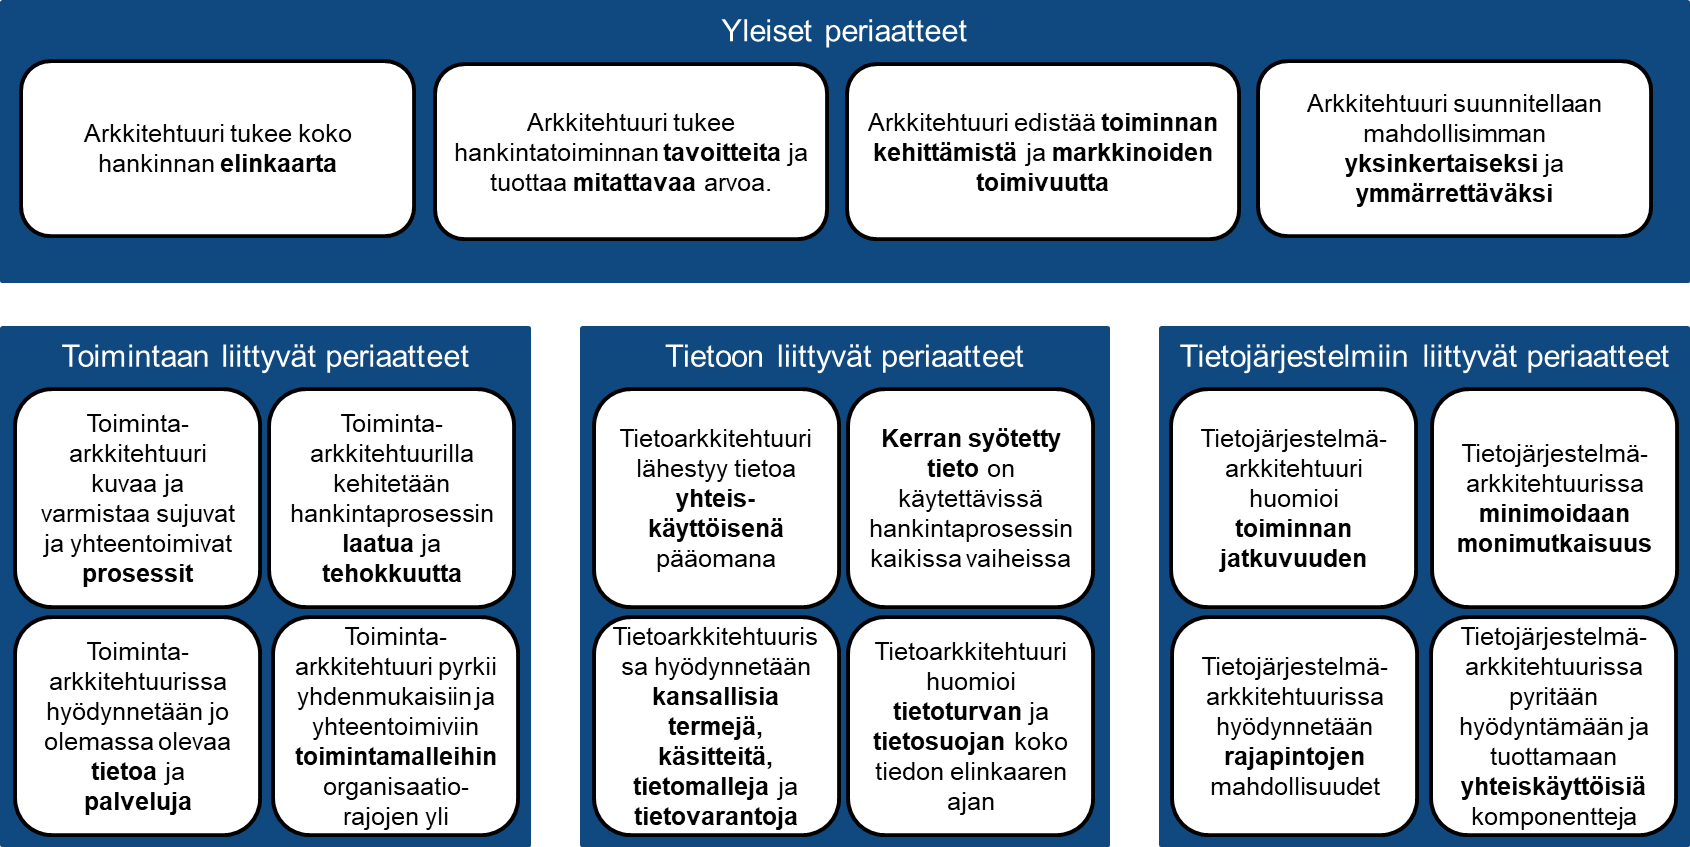 Yleiset periaatteet
Arkkitehtuuri tukee koko
hankinnan elinkaarta
Arkkitehtuuri tukee
hankintatoiminnan tavoitteita ja
tuottaa mitattavaa arvoa.
Arkkitehtuuri edistää toiminnan
kehittämistä ja markkinoiden
toimivuutta
Arkkitehtuuri suunnitellaan
mahdollisimman
yksinkertaiseksi ja
ymmärrettäväksi
Toimintaan liittyvät periaatteet
Toiminta-
arkkitehtuuri
kuvaa ja
varmistaa sujuvat
ja yhteentoimivat
prosessit
Toiminta-
arkkitehtuurilla
kehitetään
hankintaprosessin
laatua ja
tehokkuutta
Toiminta-
arkkitehtuurissa
hyödynnetään jo
olemassa olevaa
tietoa ja
palveluja
Toiminta-
arkkitehtuuri pyrkii
yhdenmukaisiin ja
yhteentoimiviin
toimintamalleihin
organisaatio-
rajojen yli
Tietoon liittyvät periaatteet
Tietoarkkitehtuuri
lähestyy tietoa
yhteis-
käyttöisenä
pääomana
Kerran syötetty
tieto on
käytettävissä
hankintaprosessin
kaikissa vaiheissa
Tietoarkkitehtuuris
sa hyödynnetään
kansallisia
termejä,
käsitteitä,
tietomalleja ja
tietovarantoja
Tietoarkkitehtuuri
huomioi
tietoturvan ja
tietosuojan koko
tiedon elinkaaren
ajan
Tietojärjestelmiin liittyvät periaatteet
Tietojärjestelmä-
arkkitehtuuri
huomioi
toiminnan
jatkuvuuden
Tietojärjestelmä-
arkkitehtuurissa
minimoidaan
monimutkaisuus
Tietojärjestelmä-
arkkitehtuurissa
hyödynnetään
rajapintojen
mahdollisuudet
Tietojärjestelmä-
arkkitehtuurissa
pyritään
hyödyntämään ja
tuottamaan
yhteiskäyttöisiä
komponentteja